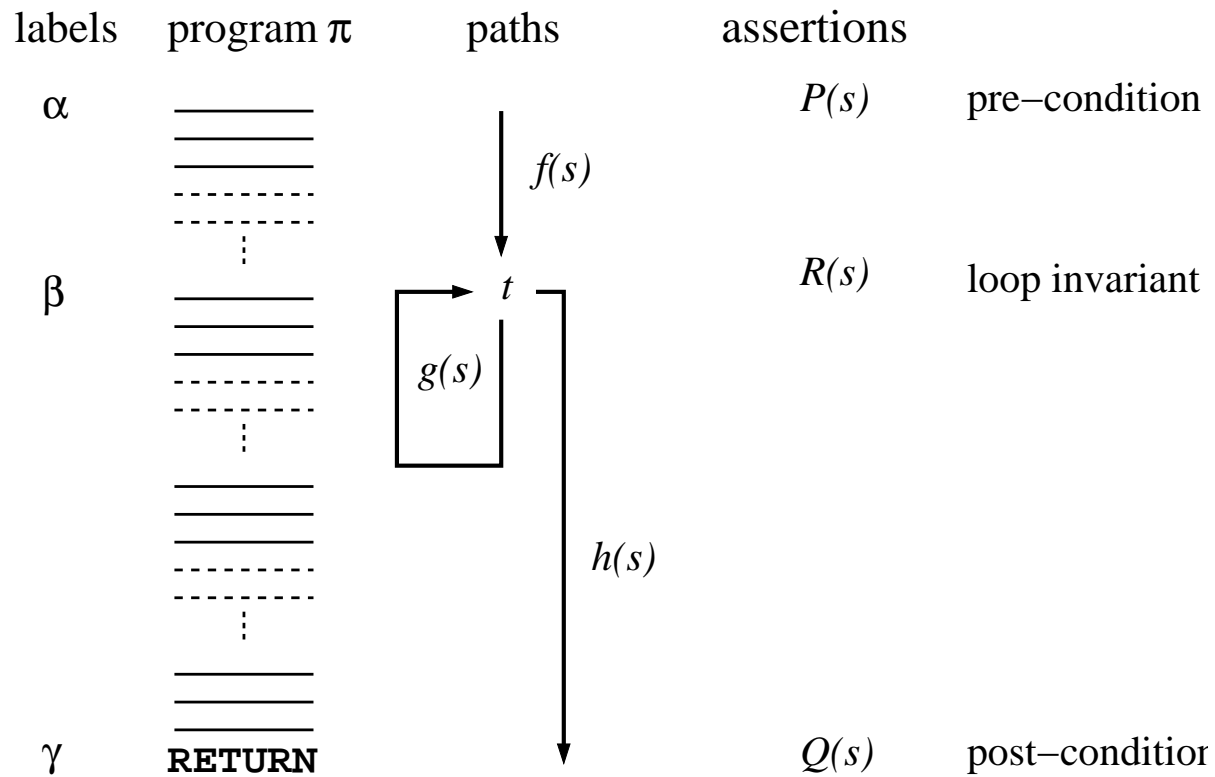 labels program π paths assertions
α P(s) pre−condition
f(s)
β t R(s) loop invariant
g(s)
h(s)
γ RETURN Q(s) post−condition